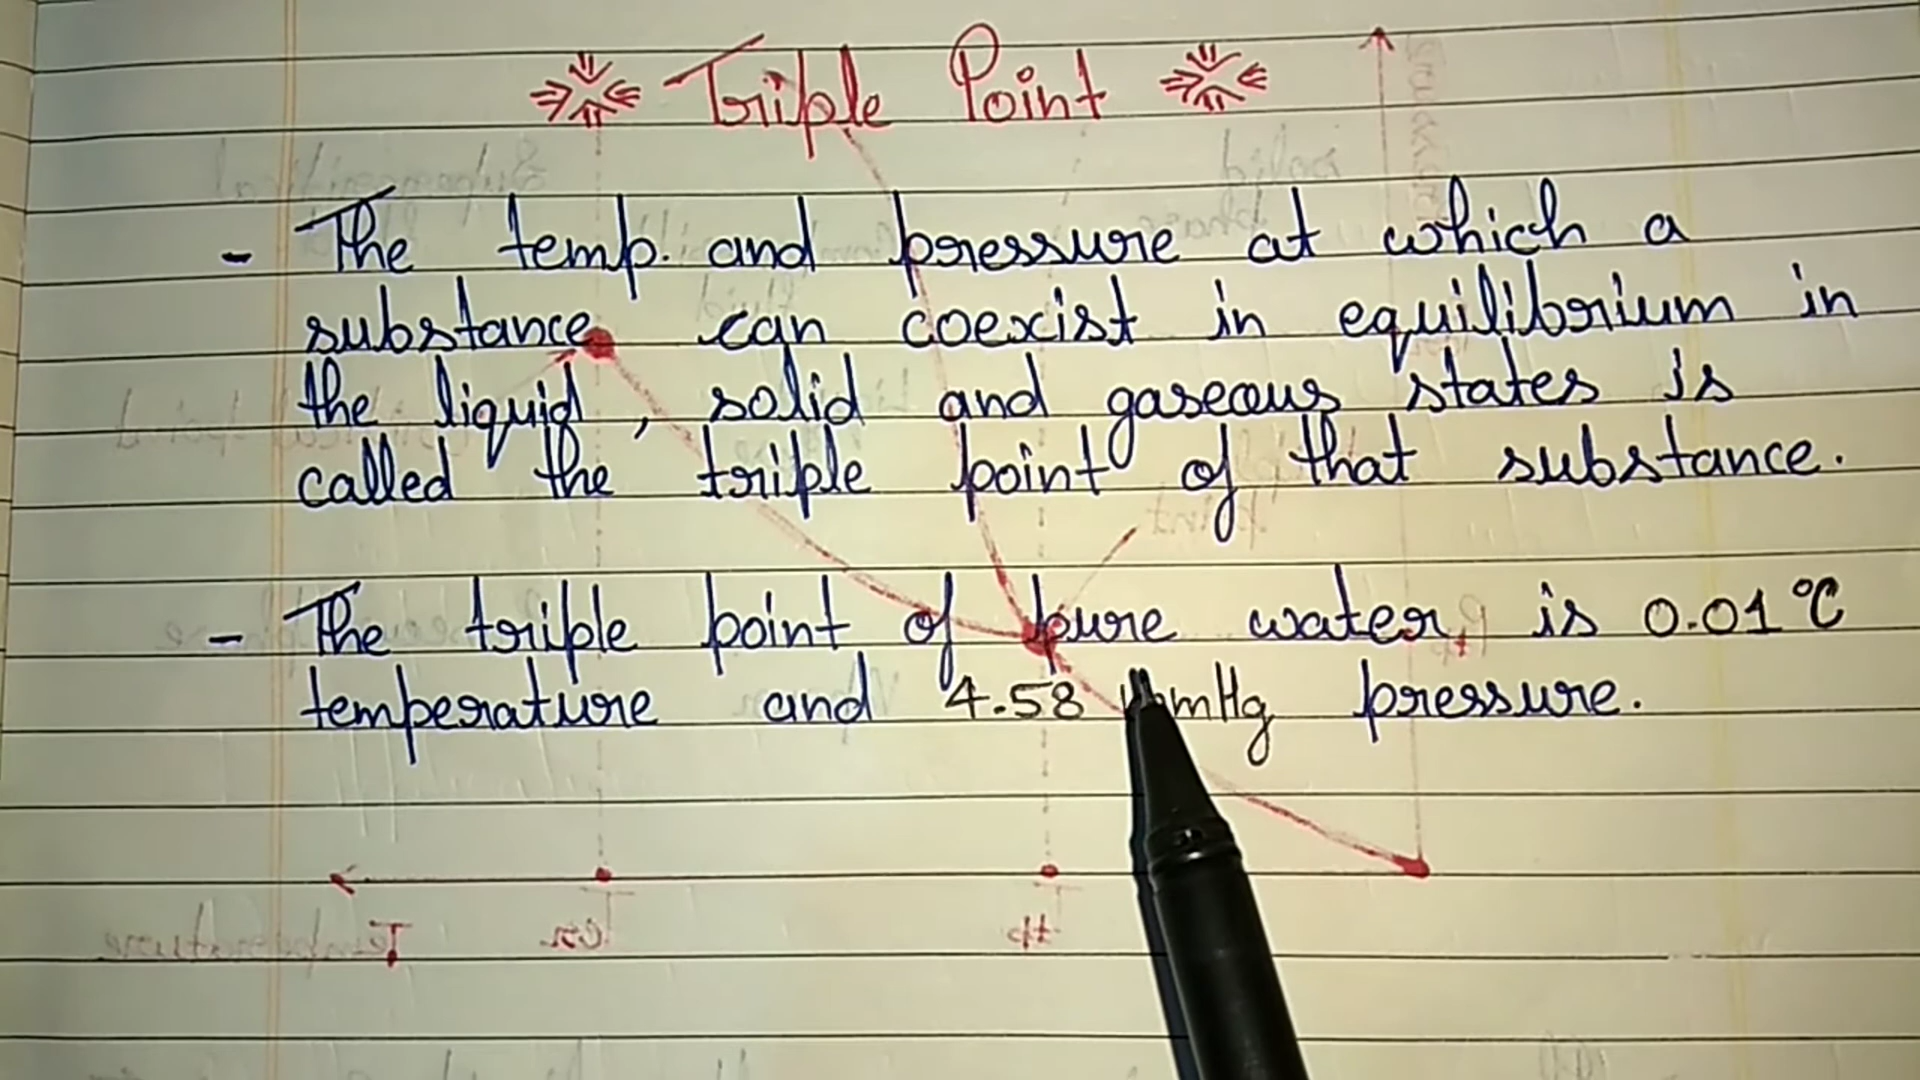 Triple Point
- The temp. and pressure at which a
substance can coexist in equilibrium in
the liquid, solid and gaseous states is
called the triple point of that substance.
- The triple point of pure water, is 0.01 °C
temperature and 4.58 mmHg pressure.